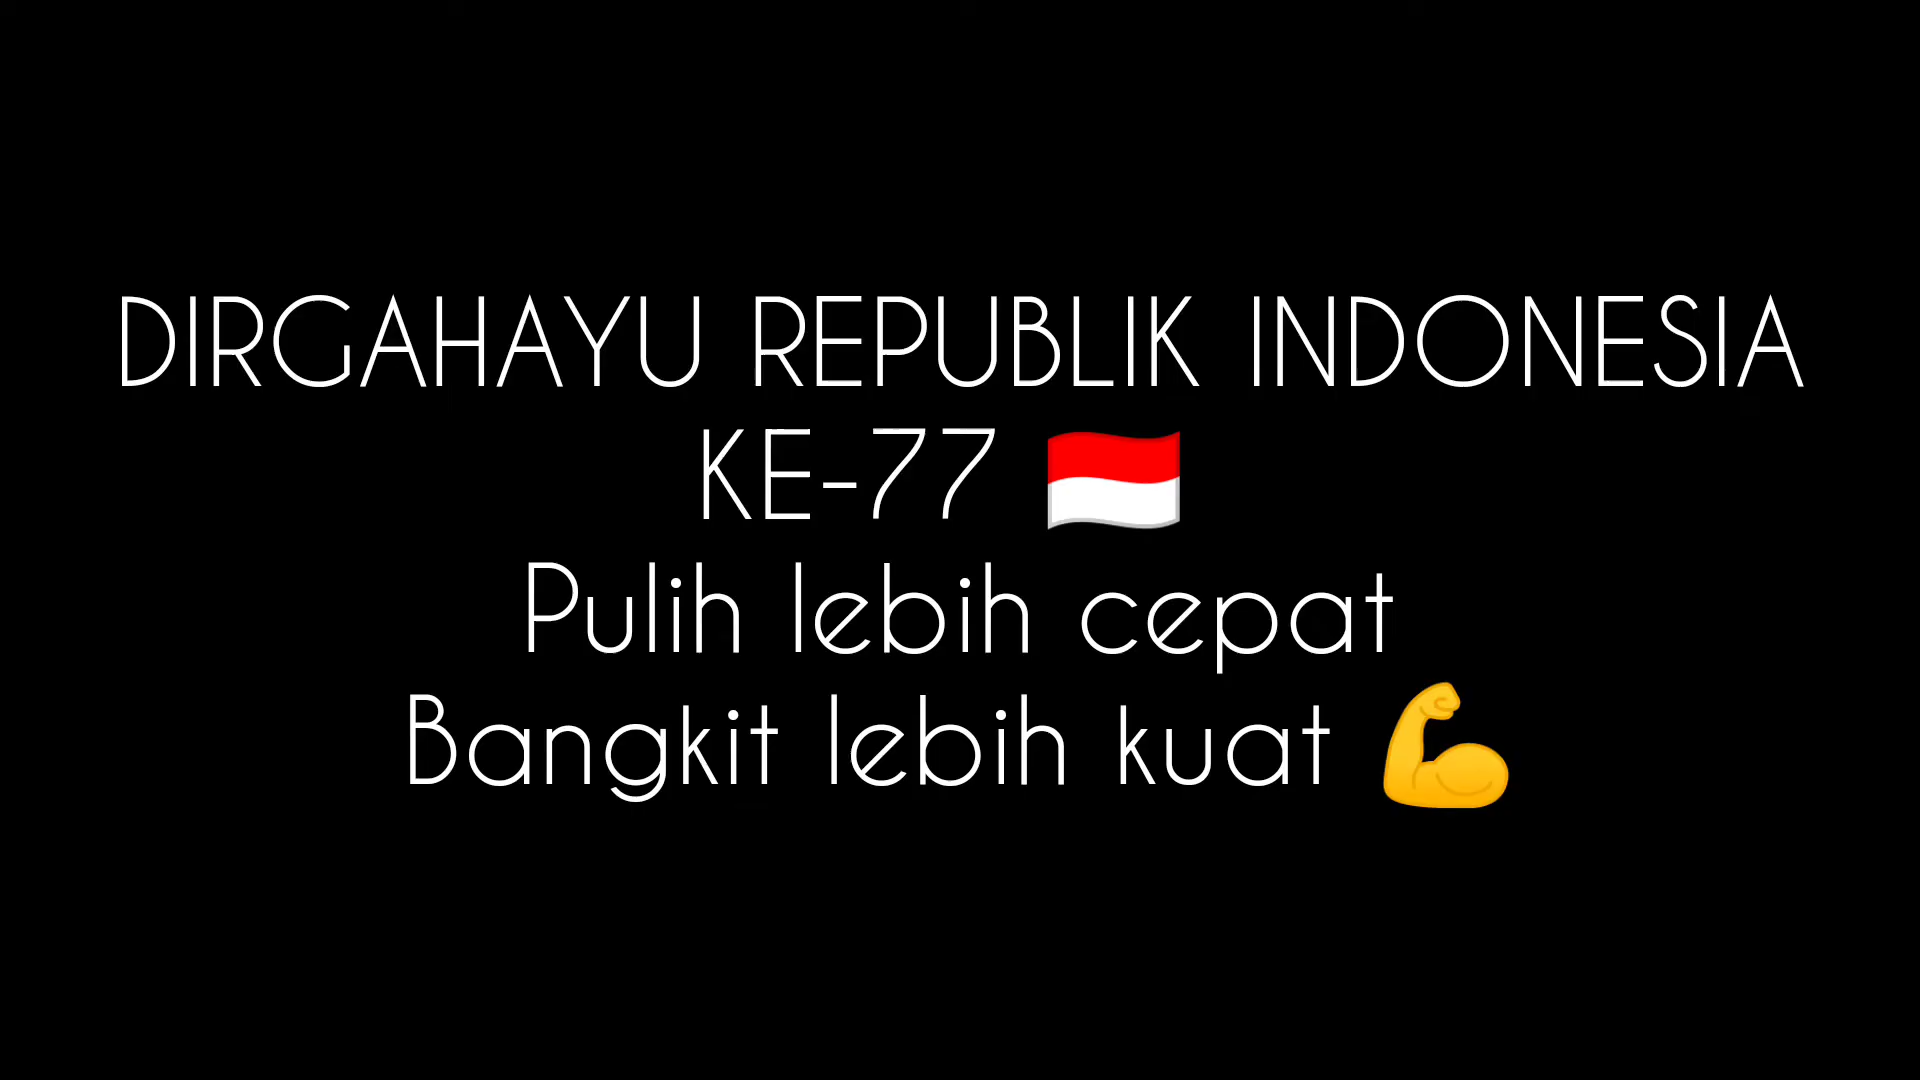 DIRGAHAYU REPUBLIK INDONESIA
KE-77 🇮🇩
Pulih lebih cepat
Bangkit lebih kuat 💪